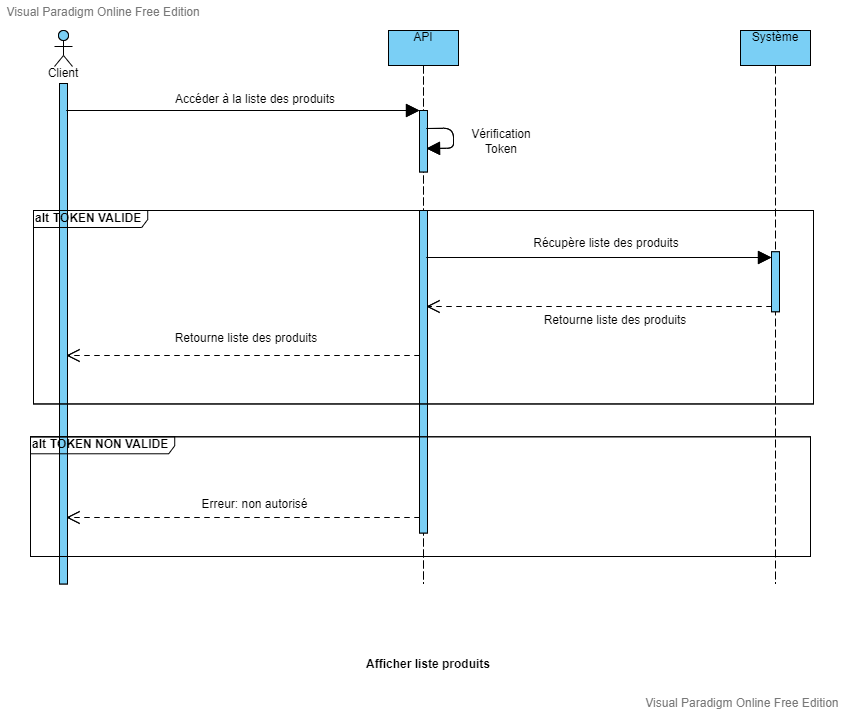 Visual Paradigm Online Free Edition
Client
API
Système
Accéder à la liste des produits
Vérification
Token
alt TOKEN VALIDE
Récupère liste des produits
Retourne liste des produits
Retourne liste des produits
alt TOKEN NON VALIDE
Erreur: non autorisé
Afficher liste produits
Visual Paradigm Online Free Edition